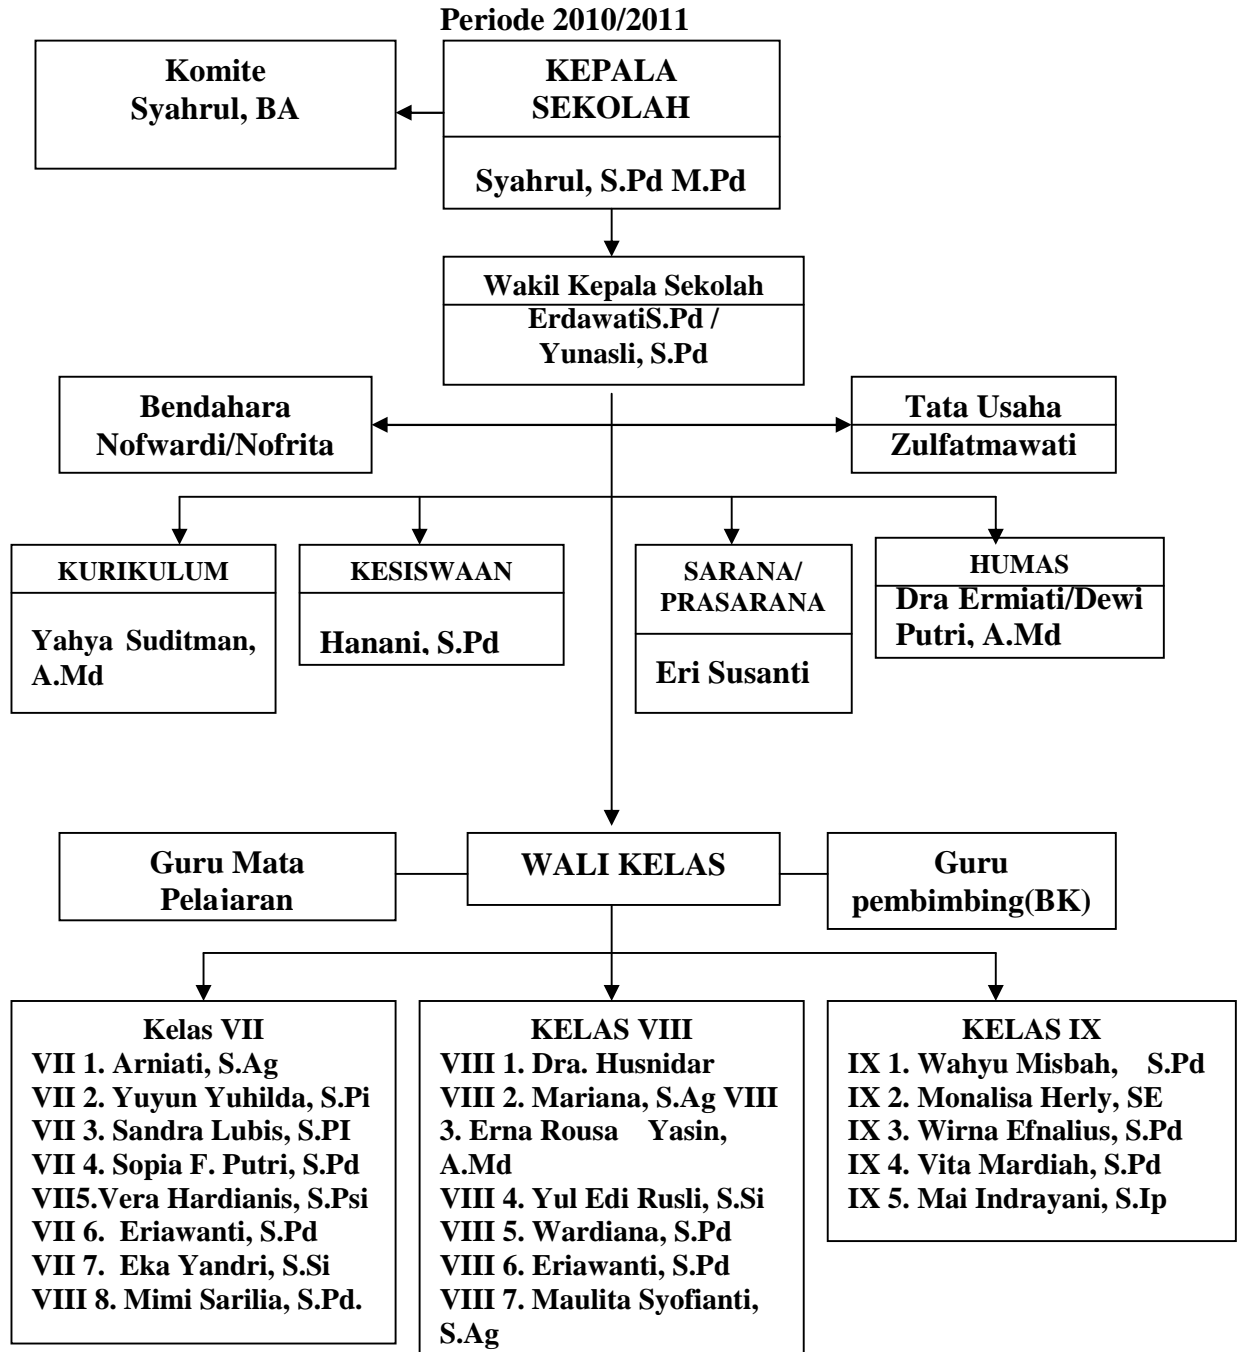 Periode 2010/2011
Komite
Syahrul, BA
KEPALA
SEKOLAH
Syahrul, S.Pd M.Pd
Wakil Kepala Sekolah
ErdawatiS.Pd /
Yunasli, S.Pd
Bendahara
Nofwardi/Nofrita
Tata Usaha
Zulfatmawati
KURIKULUM
Yahya Suditman,
A.Md
KESISWAAN
Hanani, S.Pd
SARANA/
PRASARANA
Eri Susanti
HUMAS
Dra Ermiati/Dewi
Putri, A.Md
Guru Mata
Pelajaran
WALI KELAS
Guru
pembimbing(BK)
Kelas VII
VII 1. Arniati, S.Ag
VII 2. Yuyun Yuhilda, S.Pi
VII 3. Sandra Lubis, S.PI
VII 4. Sopia F. Putri, S.Pd
VII5.Vera Hardianis, S.Psi
VII 6. Eriawanti, S.Pd
VII 7. Eka Yandri, S.Si
VIII 8. Mimi Sarilia, S.Pd.
KELAS VIII
VIII 1. Dra. Husnidar
VIII 2. Mariana, S.Ag VIII
3. Erna Rousa Yasin,
A.Md
VIII 4. Yul Edi Rusli, S.Si
VIII 5. Wardiana, S.Pd
VIII 6. Eriawanti, S.Pd
VIII 7. Maulita Syofianti,
S.Ag
KELAS IX
IX 1. Wahyu Misbah, S.Pd
IX 2. Monalisa Herly, SE
IX 3. Wirna Efnalius, S.Pd
IX 4. Vita Mardiah, S.Pd
IX 5. Mai Indrayani, S.Ip